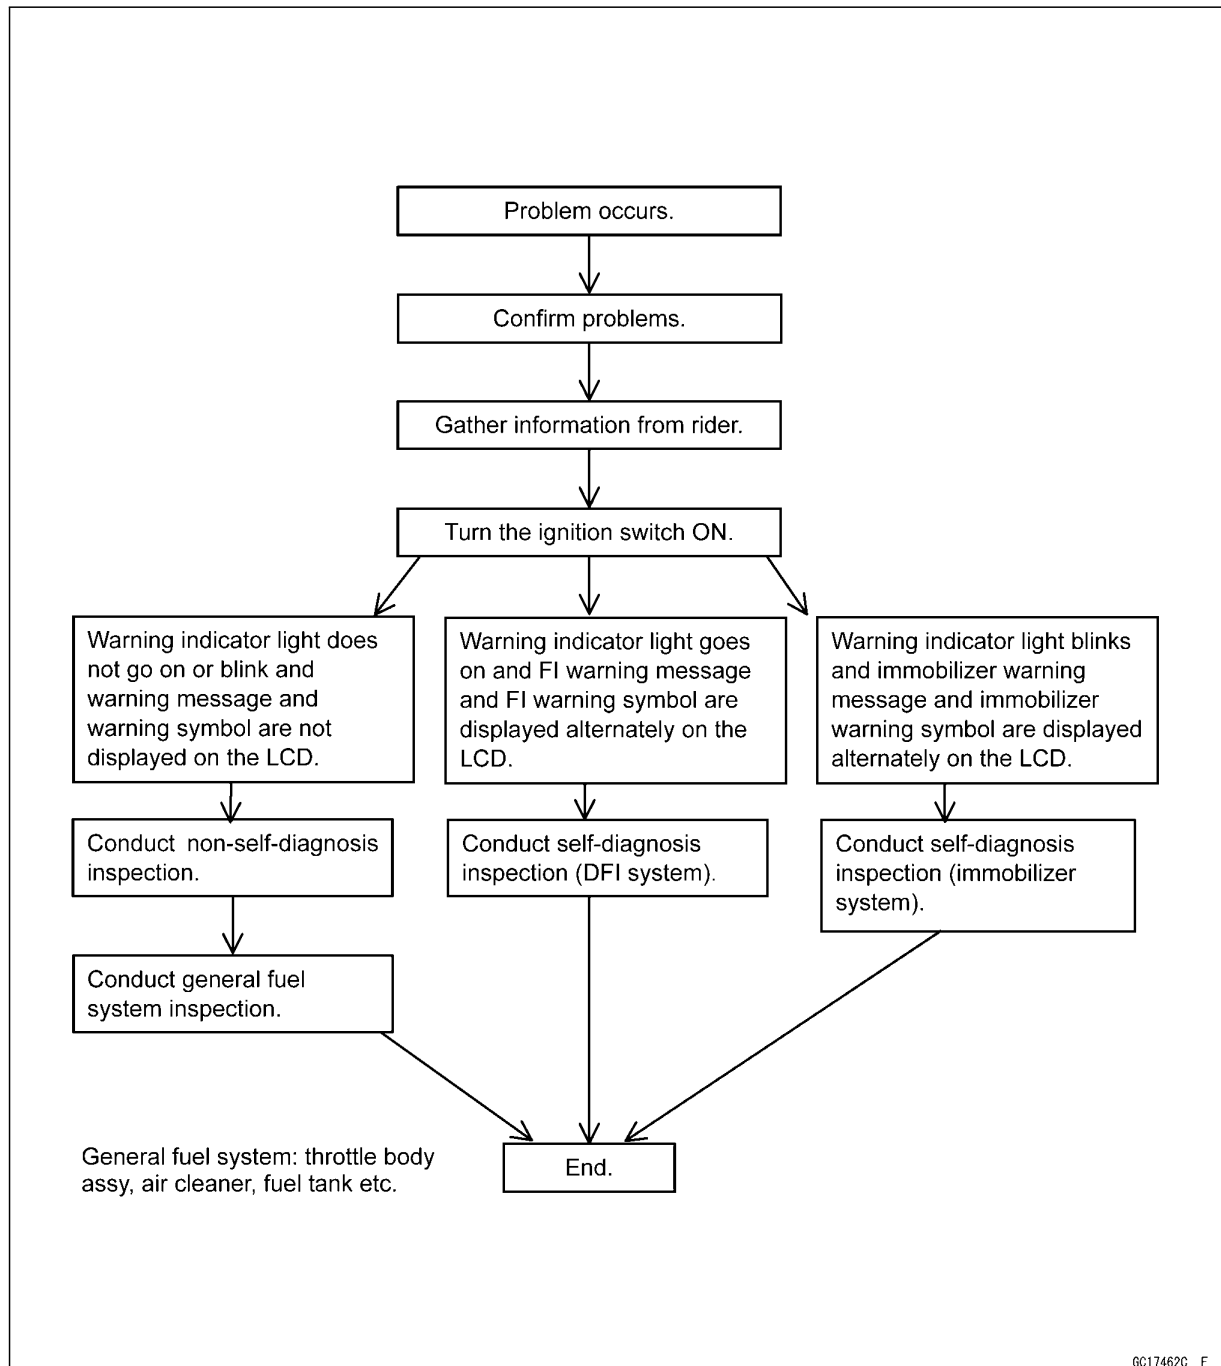 Problem occurs.
Confirm problems.
Gather information from rider.
Turn the ignition switch ON.
Warning indicator light does
not go on or blink and
warning message and
warning symbol are not
displayed on the LCD.
Warning indicator light goes
on and FI warning message
and FI warning symbol are
displayed alternately on the
LCD.
Warning indicator light blinks
and immobilizer warning
message and immobilizer
warning symbol are displayed
alternately on the LCD.
Conduct non-self-diagnosis
inspection.
Conduct self-diagnosis
inspection (DFI system).
Conduct self-diagnosis
inspection (immobilizer
system).
Conduct general fuel
system inspection.
General fuel system: throttle body
assy, air cleaner, fuel tank etc.
End.
GC17462C F